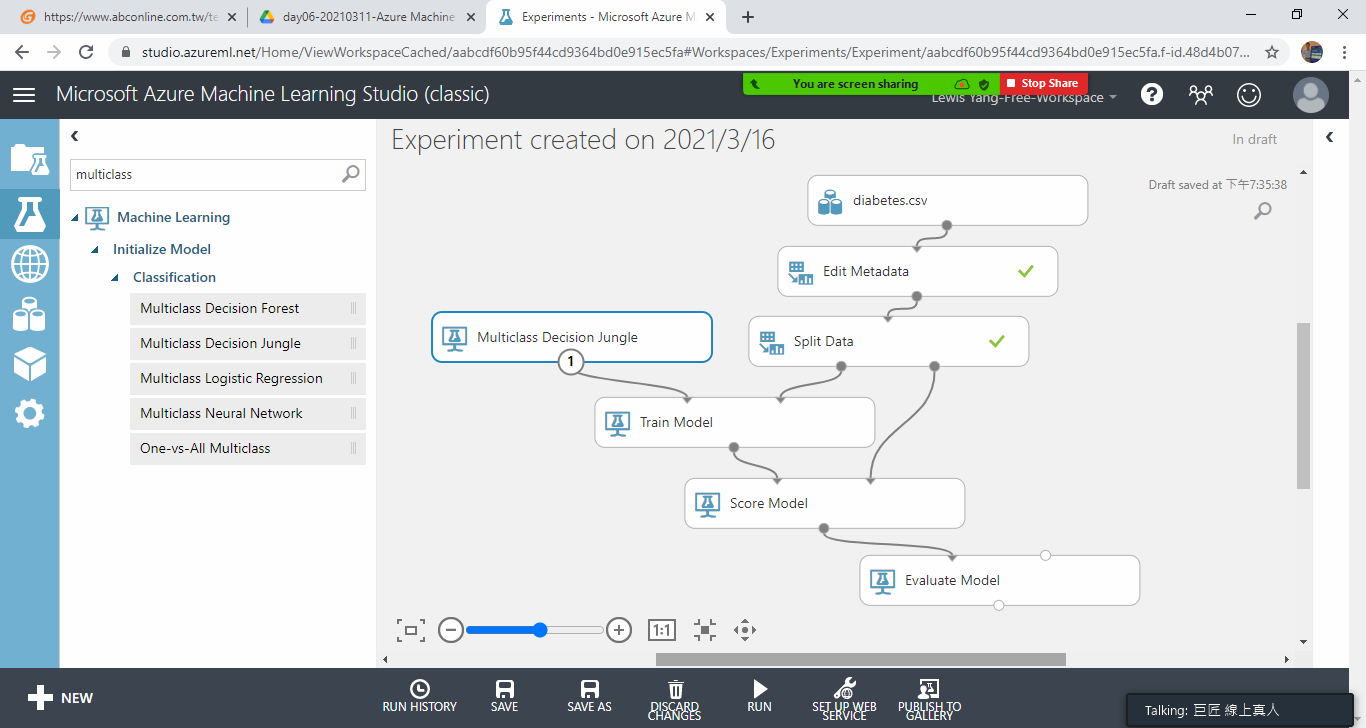 https://www.abconline.com.tw/te
day06-20210311-Azure Machine
Experiments - Microsoft Azure M
studio.azureml.net/Home/ViewWorkspaceCached/aabcdf60b95f44cd9364bd0e915ec5fa#Workspaces/Experiments/Experiment/aabcdf60b95f44cd9364bd0e915ec5fa.f-id.48d4b07...
Microsoft Azure Machine Learning Studio (classic)
You are screen sharing
Stop Share
Lewis Yang-Free-Workspace
Experiment created on 2021/3/16
In draft
Draft saved at 下午7:35:38
multiclass
Machine Learning
Initialize Model
Classification
Multiclass Decision Forest
Multiclass Decision Jungle
Multiclass Logistic Regression
Multiclass Neural Network
One-vs-All Multiclass
diabetes.csv
Edit Metadata
Multiclass Decision Jungle
1
Split Data
Train Model
Score Model
Evaluate Model
1:1
NEW
RUN HISTORY
SAVE
SAVE AS
DISCARD
CHANGES
RUN
SET UP WEB
SERVICE
PUBLISH TO
GALLERY
Talking: 巨匠 線上真人